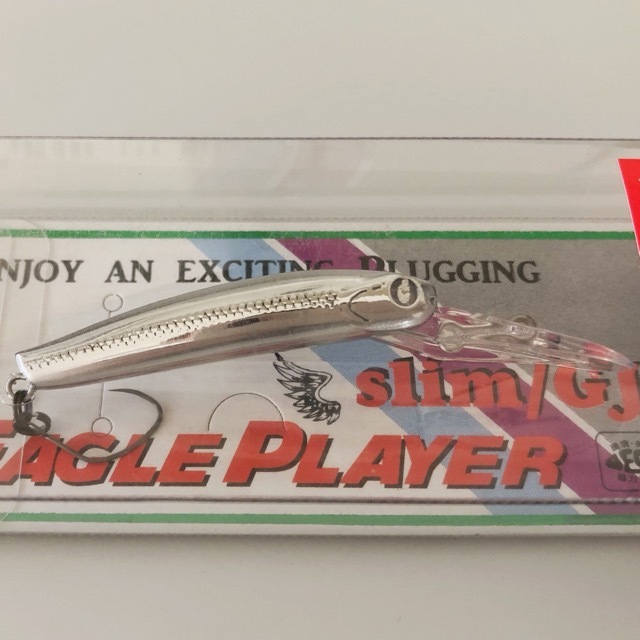 NJOY AN EXCITING PLUGGING
slim/GJ
EAGLE PLAYER